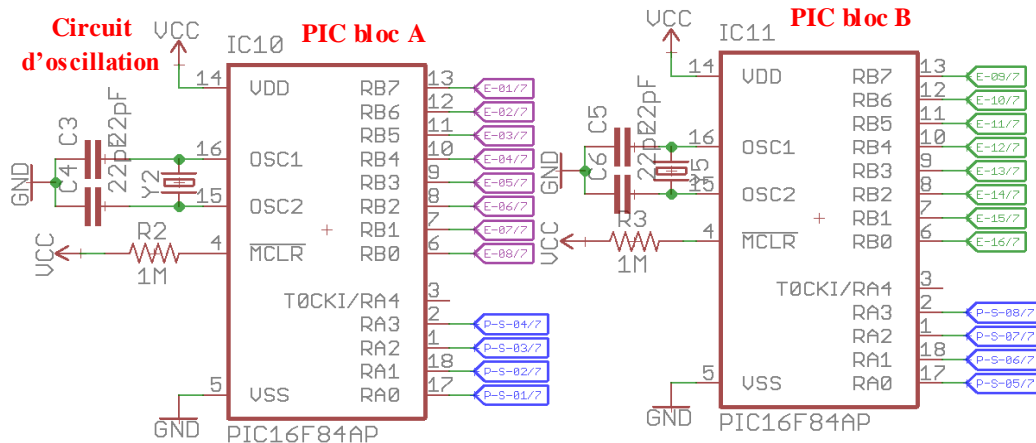 Circuit
d'oscillation
PIC bloc A
PIC bloc B
VCC
IC10
14
VDD
RB7
13
E-01/7
RB6
12
E-02/7
RB5
11
E-03/7
C3
22pF
16
OSC1
RB4
10
E-04/7
RB3
9
E-05/7
GND
C4
22pF
Y2
15
OSC2
RB2
8
E-06/7
RB1
7
E-07/7
VCC
R2
1M
4
MCLR
RB0
6
E-08/7
T0CKI/RA4
3
RA3
2
P-S-04/7
RA2
1
P-S-03/7
RA1
18
P-S-02/7
5
VSS
RA0
17
P-S-01/7
GND
PIC16F84AP
VCC
IC11
14
VDD
RB7
13
E-09/7
RB6
12
E-10/7
RB5
11
E-11/7
C5
22pF
16
OSC1
RB4
10
E-12/7
RB3
9
E-13/7
GND
C6
22pF
15
OSC2
RB2
8
E-14/7
RB1
7
E-15/7
VCC
R3
1M
4
MCLR
RB0
6
E-16/7
T0CKI/RA4
3
RA3
2
P-S-08/7
RA2
1
P-S-07/7
RA1
18
P-S-06/7
5
VSS
RA0
17
P-S-05/7
GND
PIC16F84AP